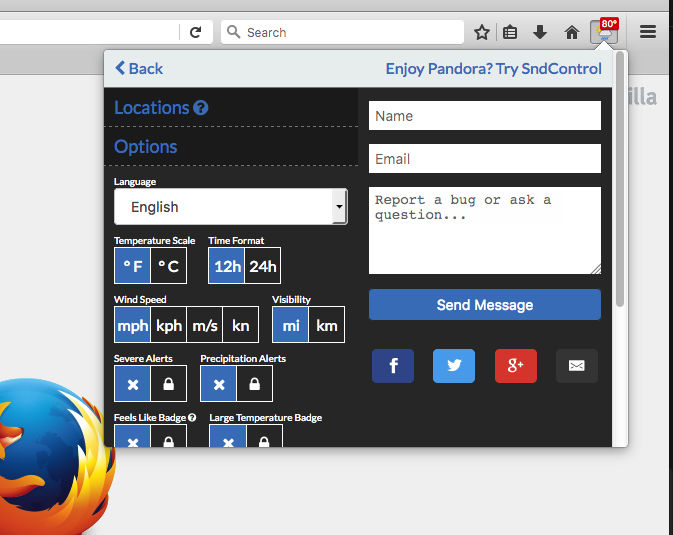 Search
80°
Back
Enjoy Pandora? Try SndControl
illa
Locations ?
Options
Language
English
Temperature Scale
Time Format
° F
° C
12h
24h
Wind Speed
Visibility
mph
kph
m/s
kn
mi
km
Severe Alerts
Precipitation Alerts
Feels Like Badge ?
Large Temperature Badge
Name
Email
Report a bug or ask a
question...
Send Message
f
g+